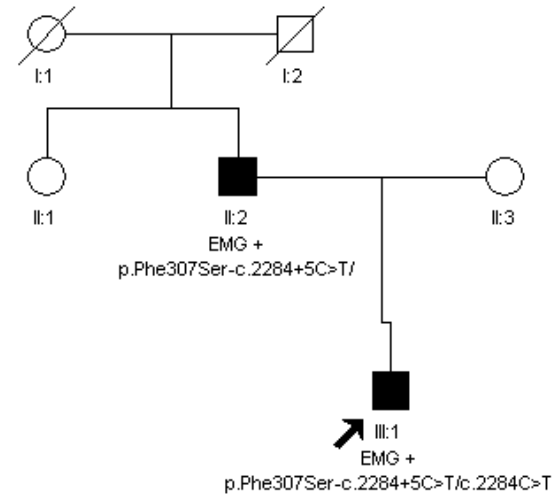 I:1
I:2
II:1
II:2
EMG +
p.Phe307Ser-c.2284+5C>T/
II:3
III:1
EMG +
p.Phe307Ser-c.2284+5C>T/c.2284C>T